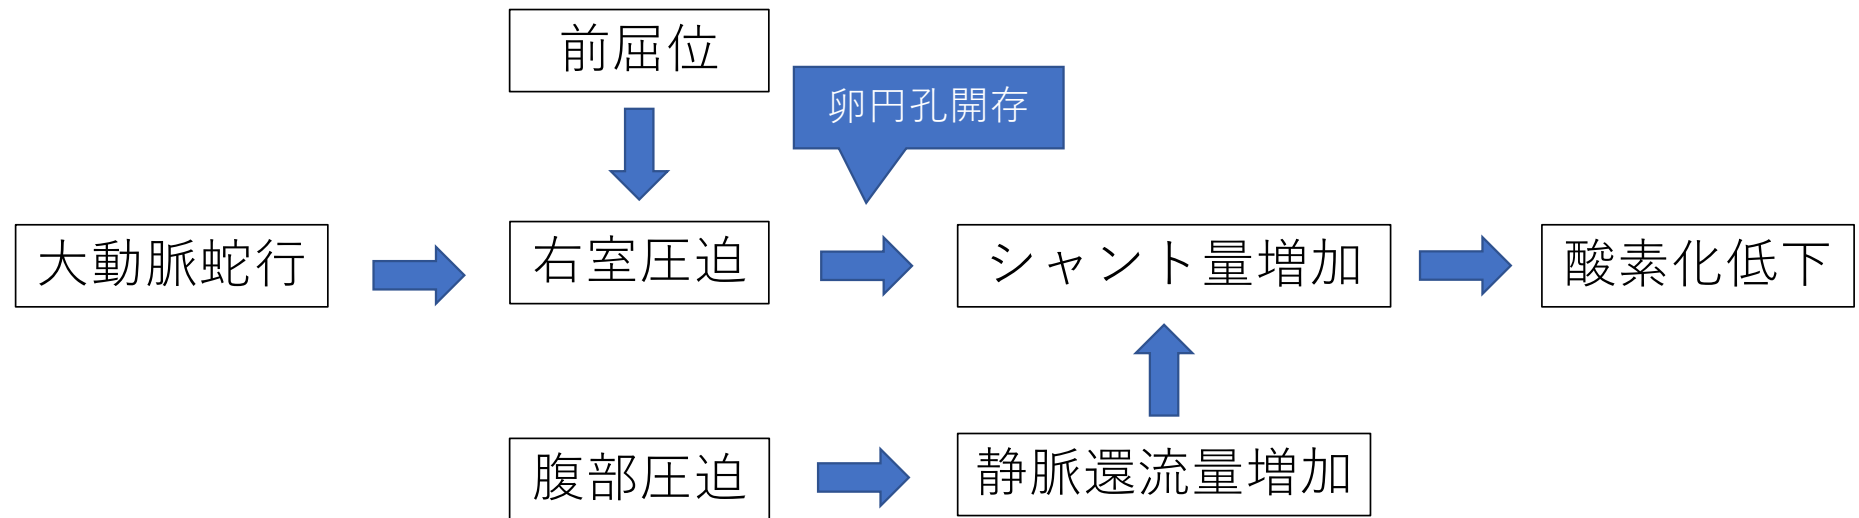 前屈位
卵円孔開存
大動脈蛇行
右室圧迫
シャント量増加
酸素化低下
腹部圧迫
静脈還流量増加